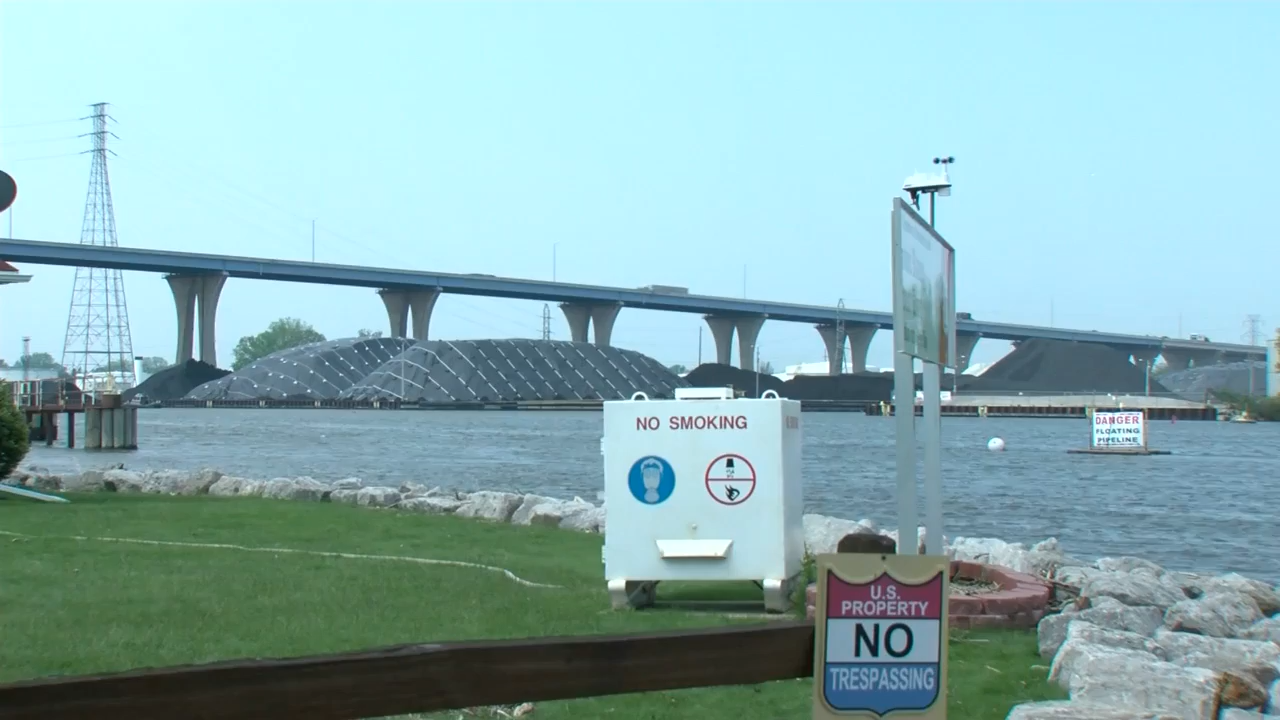 NO SMOKING
DANGER
FLOATING
PIPELINE
U.S.
PROPERTY
NO
TRESPASSING